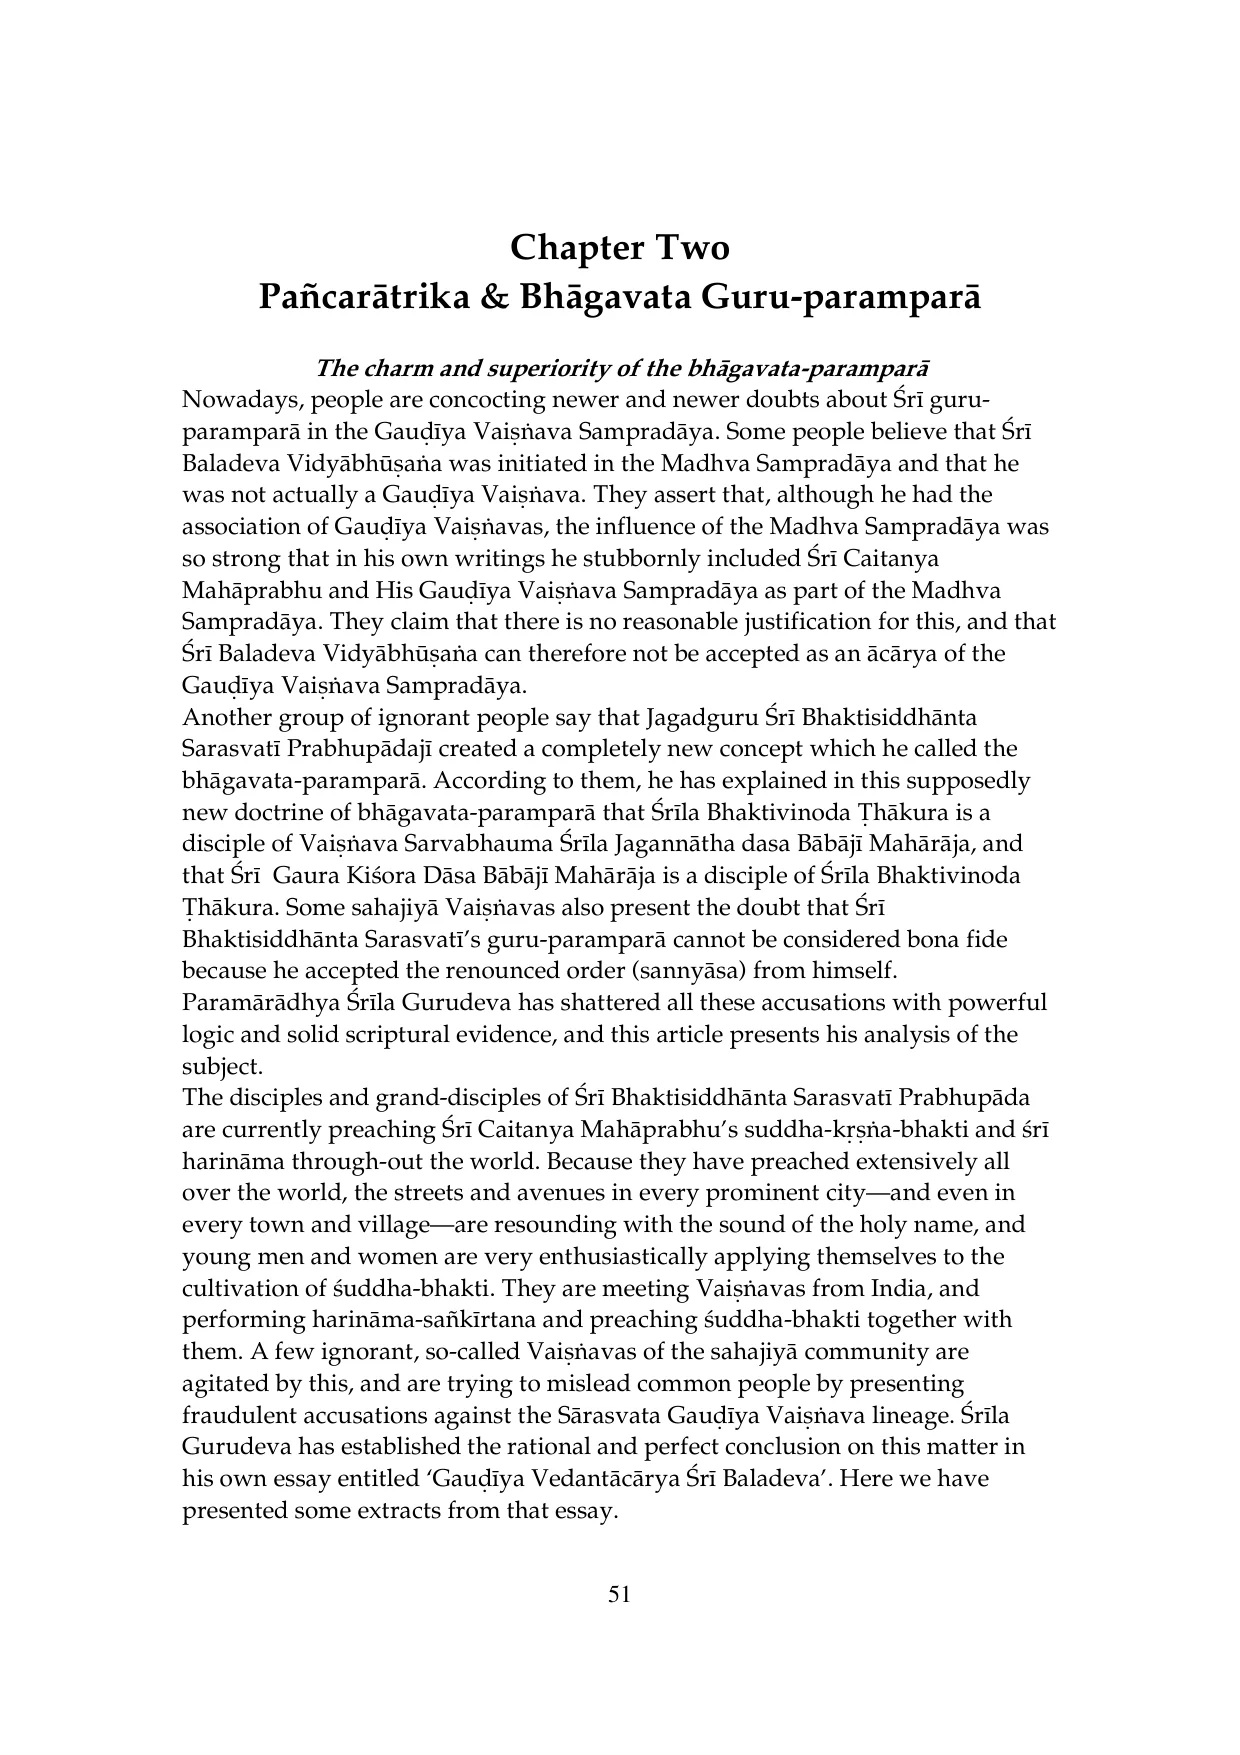 Chapter Two
Pañcarātrika & Bhāgavata Guru-paramparā
The charm and superiority of the bhāgavata-paramparā
Nowadays, people are concocting newer and newer doubts about Śrī guru-
paramparā in the Gauḍīya Vaiṣṅava Sampradāya. Some people believe that Śrī
Baladeva Vidyābhūṣaṅa was initiated in the Madhva Sampradāya and that he
was not actually a Gauḍīya Vaiṣṅava. They assert that, although he had the
association of Gauḍīya Vaiṣṅavas, the influence of the Madhva Sampradāya was
so strong that in his own writings he stubbornly included Śrī Caitanya
Mahāprabhu and His Gauḍīya Vaiṣṅava Sampradāya as part of the Madhva
Sampradāya. They claim that there is no reasonable justification for this, and that
Śrī Baladeva Vidyābhūṣaṅa can therefore not be accepted as an ācārya of the
Gauḍīya Vaiṣṅava Sampradāya.
Another group of ignorant people say that Jagadguru Śrī Bhaktisiddhānta
Sarasvatī Prabhupādajī created a completely new concept which he called the
bhāgavata-paramparā. According to them, he has explained in this supposedly
new doctrine of bhāgavata-paramparā that Śrīla Bhaktivinoda Ṭhākura is a
disciple of Vaiṣṅava Sarvabhauma Śrīla Jagannātha dasa Bābājī Mahārāja, and
that Śrī  Gaura Kiśora Dāsa Bābājī Mahārāja is a disciple of Śrīla Bhaktivinoda
Ṭhākura. Some sahajiyā Vaiṣṅavas also present the doubt that Śrī
Bhaktisiddhānta Sarasvatī’s guru-paramparā cannot be considered bona fide
because he accepted the renounced order (sannyāsa) from himself.
Paramārādhya Śrīla Gurudeva has shattered all these accusations with powerful
logic and solid scriptural evidence, and this article presents his analysis of the
subject.
The disciples and grand-disciples of Śrī Bhaktisiddhānta Sarasvatī Prabhupāda
are currently preaching Śrī Caitanya Mahāprabhu’s suddha-kṛṣṅa-bhakti and śrī
harināma through-out the world. Because they have preached extensively all
over the world, the streets and avenues in every prominent city—and even in
every town and village—are resounding with the sound of the holy name, and
young men and women are very enthusiastically applying themselves to the
cultivation of śuddha-bhakti. They are meeting Vaiṣṅavas from India, and
performing harināma-sañkīrtana and preaching śuddha-bhakti together with
them. A few ignorant, so-called Vaiṣṅavas of the sahajiyā community are
agitated by this, and are trying to mislead common people by presenting
fraudulent accusations against the Sārasvata Gauḍīya Vaiṣṅava lineage. Śrīla
Gurudeva has established the rational and perfect conclusion on this matter in
his own essay entitled ‘Gauḍīya Vedantācārya Śrī Baladeva’. Here we have
presented some extracts from that essay.
51